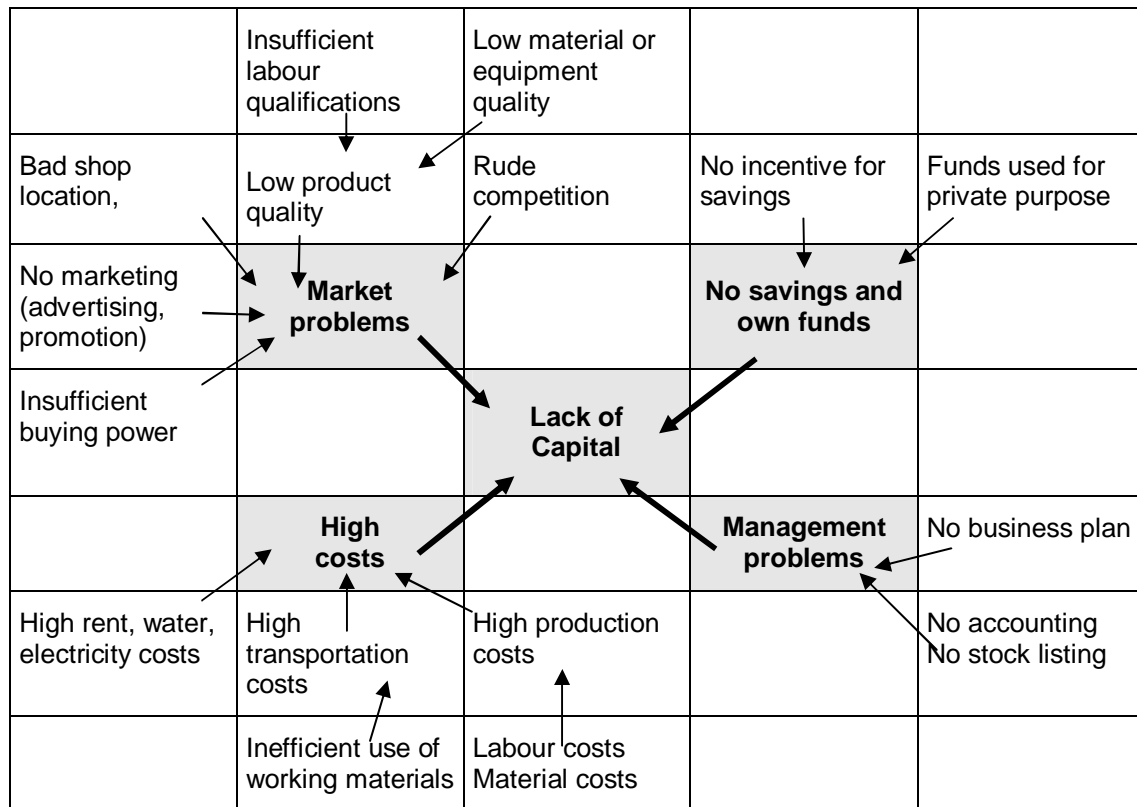 Insufficient
labour
qualifications
Low material or
equipment
quality
Bad shop
location,
Low product
quality
Rude
competition
No incentive for
savings
Funds used for
private purpose
No marketing
(advertising,
promotion)
Market
problems
No savings and
own funds
Insufficient
buying power
Lack of
Capital
High
costs
Management
problems
No business plan
High rent, water,
electricity costs
High
transportation
costs
High production
costs
No accounting
No stock listing
Inefficient use of
working materials
Labour costs
Material costs